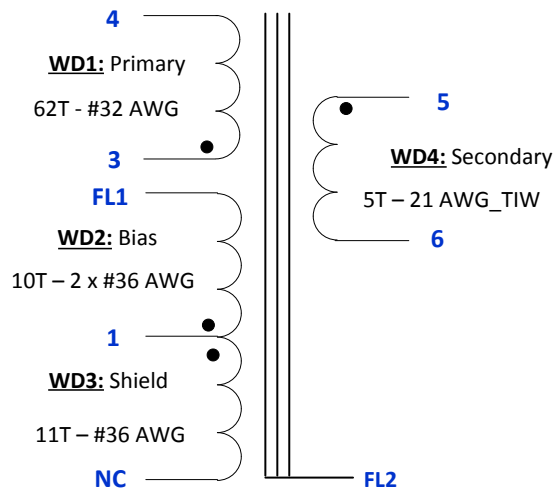 4
WD1: Primary
62T - #32 AWG
3
FL1
WD2: Bias
10T – 2 x #36 AWG
1
WD3: Shield
11T – #36 AWG
NC
5
WD4: Secondary
5T – 21 AWG_TIW
6
FL2